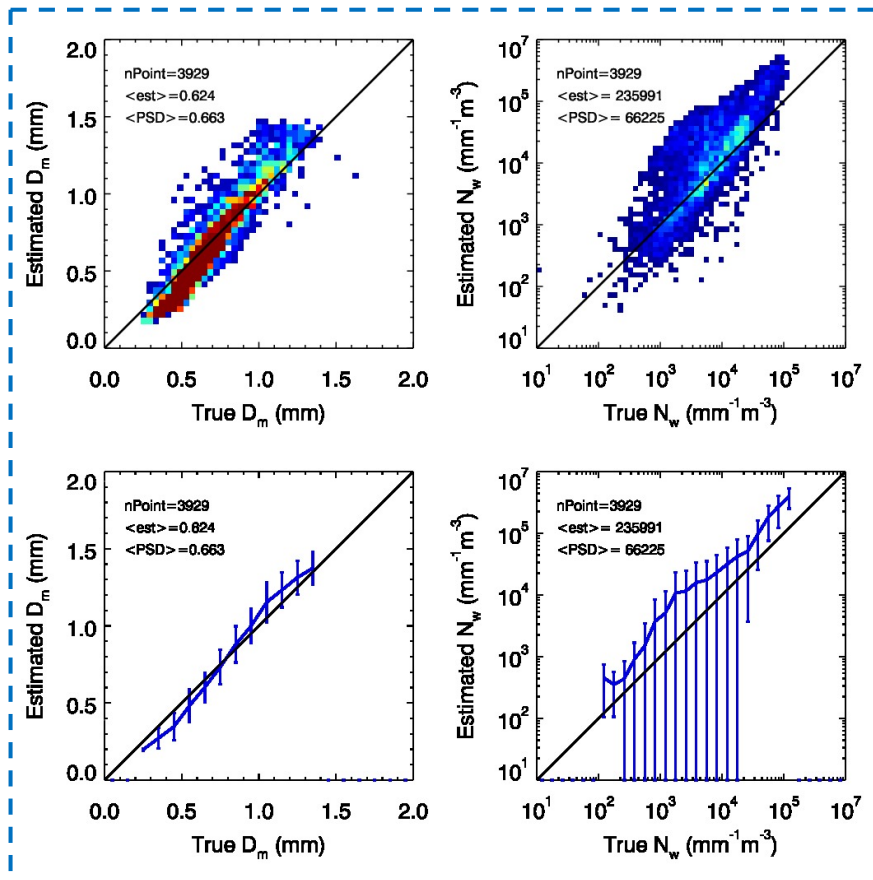 2.0
1.5
1.0
0.5
0.0
Estimated D_m (mm)
nPoint=3929
<est>=0.624
<PSD>=0.663
0.0 0.5 1.0 1.5 2.0
True D_m (mm)
10^7
10^6
10^5
10^4
10^3
10^2
10^1
Estimated N_w (mm^-1m^-3)
nPoint=3929
<est>= 235991
<PSD>= 66225
10^1 10^2 10^3 10^4 10^5 10^6 10^7
True N_w (mm^-1m^-3)
2.0
1.5
1.0
0.5
0.0
Estimated D_m (mm)
nPoint=3929
<est>=0.624
<PSD>=0.663
0.0 0.5 1.0 1.5 2.0
True D_m (mm)
10^7
10^6
10^5
10^4
10^3
10^2
10^1
Estimated N_w (mm^-1m^-3)
nPoint=3929
<est>= 235991
<PSD>= 66225
10^1 10^2 10^3 10^4 10^5 10^6 10^7
True N_w (mm^-1m^-3)